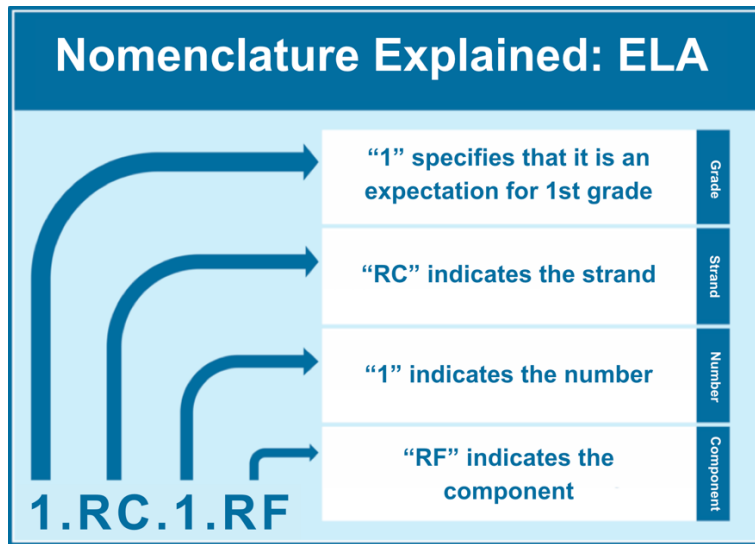 Nomenclature Explained: ELA
“1” specifies that it is an
expectation for 1st grade
Grade
“RC” indicates the strand
Strand
“1” indicates the number
Number
“RF” indicates the
component
Component
1.RC.1.RF